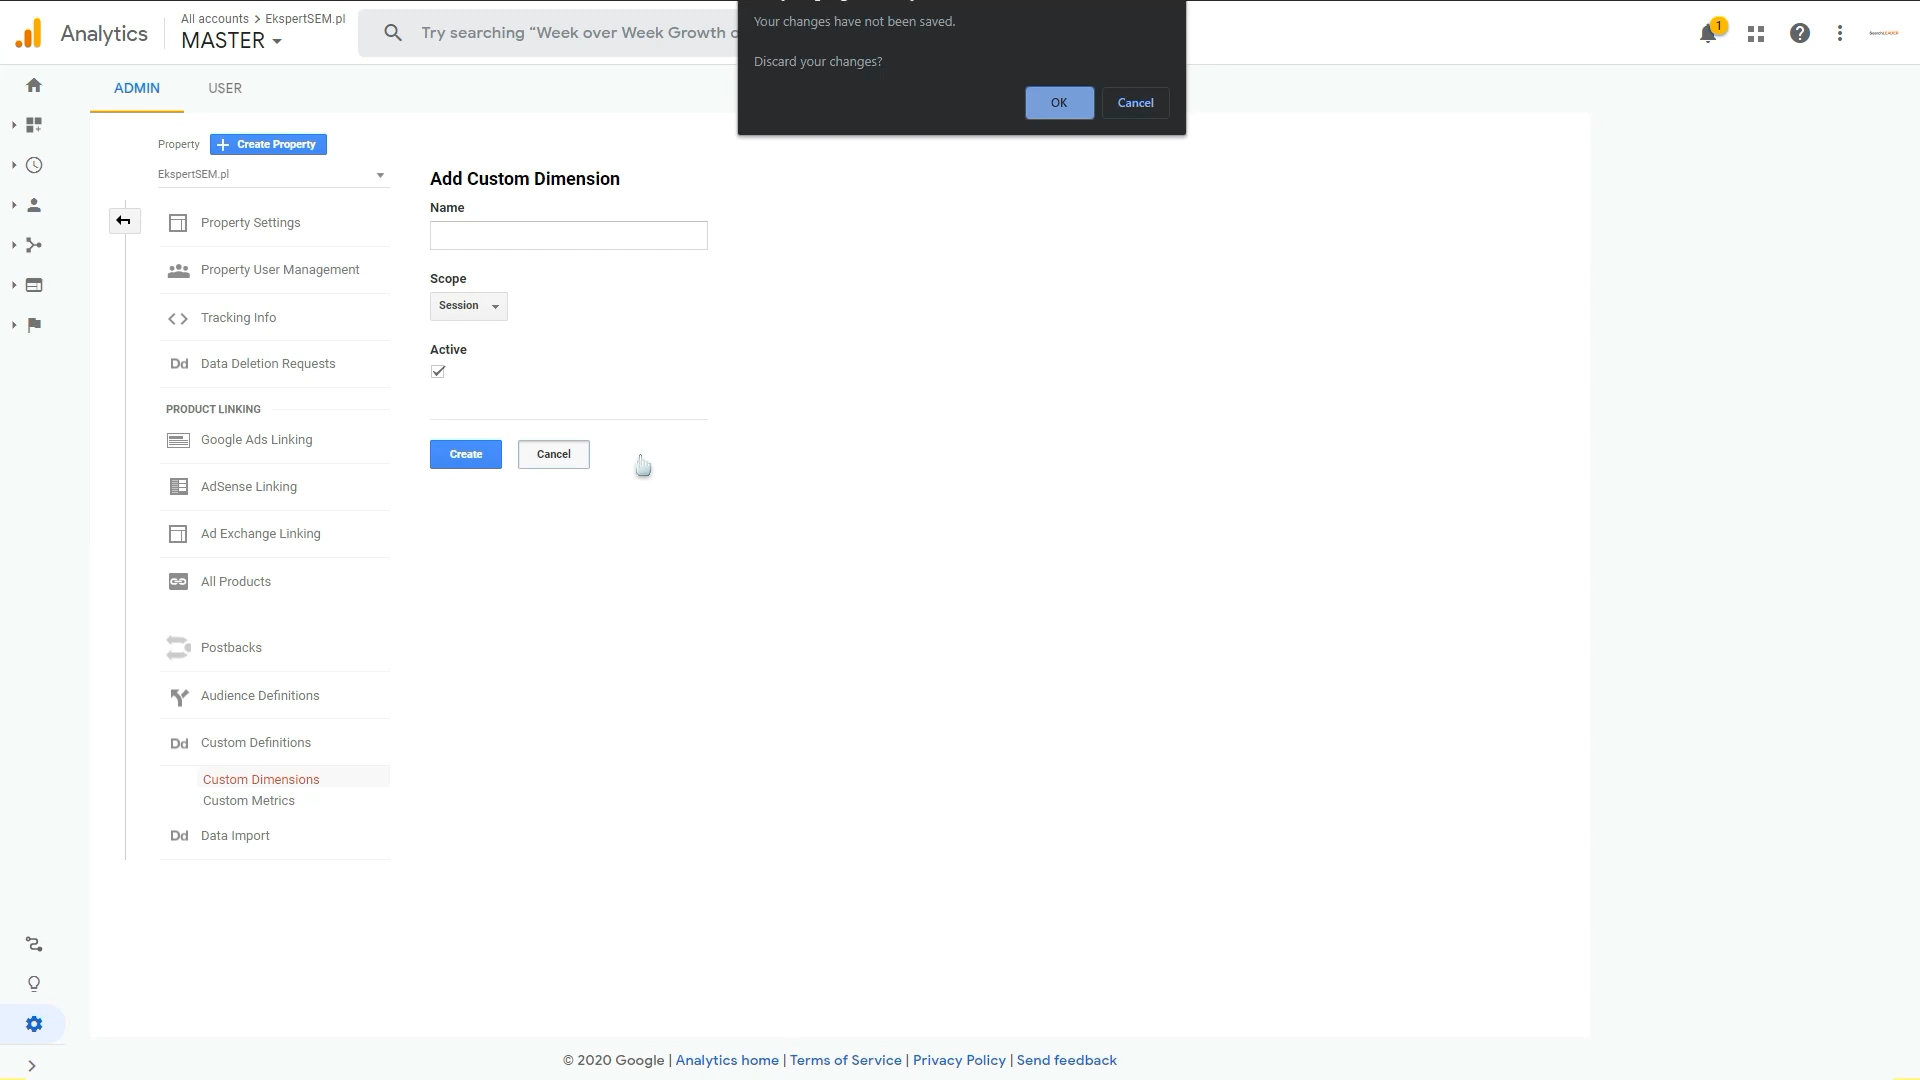 Analytics
All accounts > EkspertSEM.pl
MASTER
Try searching “Week over Week Growth
Your changes have not been saved.
Discard your changes?
OK
Cancel
1
ADMIN
USER
Property
Create Property
EkspertSEM.pl
Property Settings
Property User Management
Tracking Info
Dd Data Deletion Requests
PRODUCT LINKING
Google Ads Linking
AdSense Linking
Ad Exchange Linking
All Products
Postbacks
Audience Definitions
Dd Custom Definitions
Custom Dimensions
Custom Metrics
Dd Data Import
Add Custom Dimension
Name
Scope
Session
Active
Create
Cancel
© 2020 Google | Analytics home | Terms of Service | Privacy Policy | Send feedback